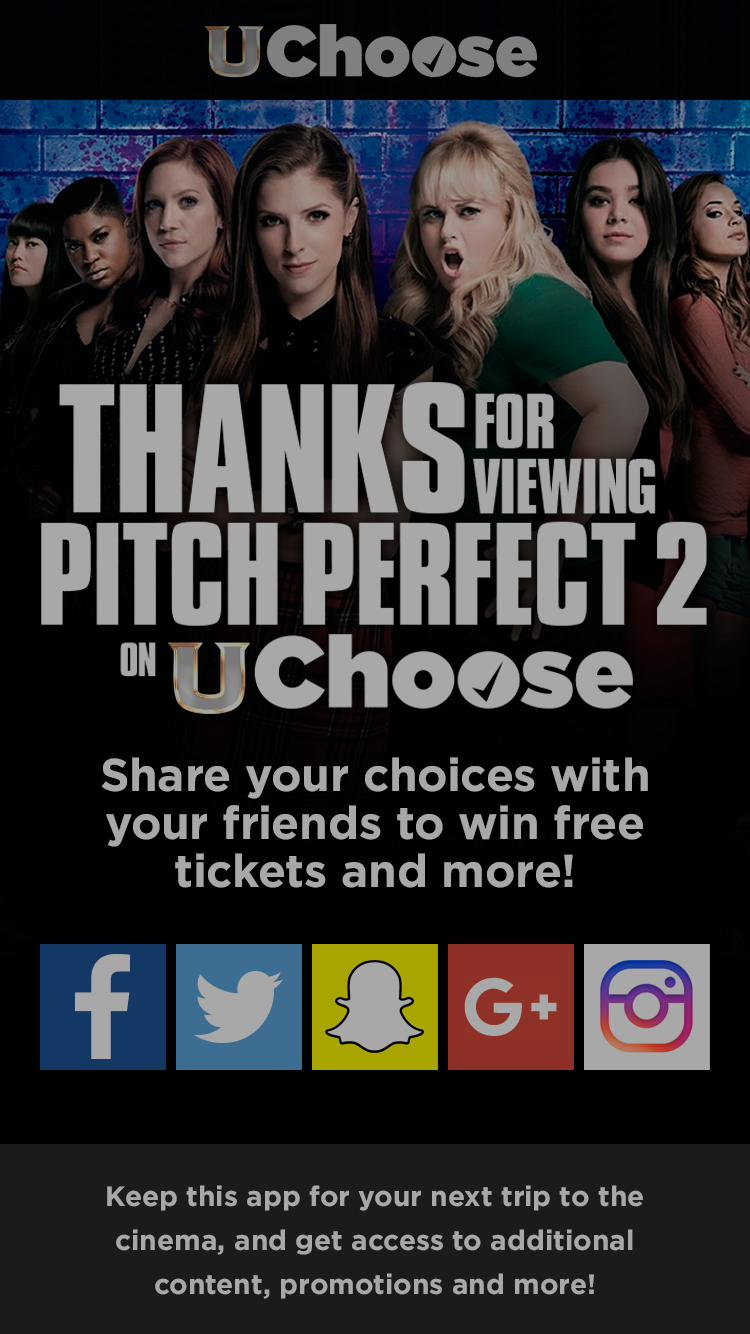 UChoose
THANKS FOR
VIEWING
PITCH PERFECT 2
ON UChoose
Share your choices with
your friends to win free
tickets and more!
f
G+
Keep this app for your next trip to the
cinema, and get access to additional
content, promotions and more!